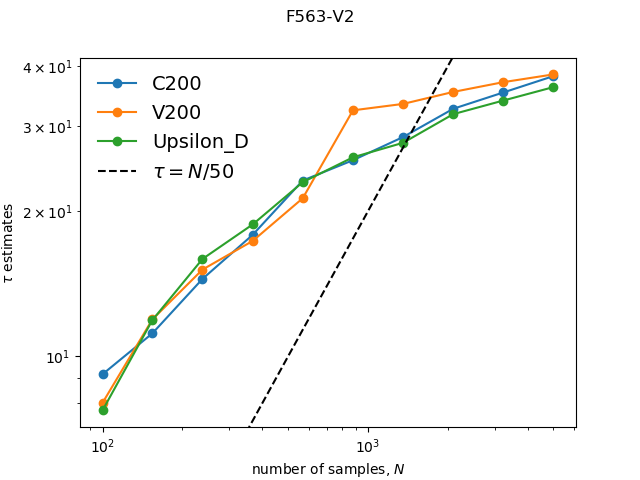 F563-V2
C200
V200
Upsilon_D
τ = N/50
4 × 10¹
3 × 10¹
2 × 10¹
10¹
τ estimates
10²
10³
number of samples, N